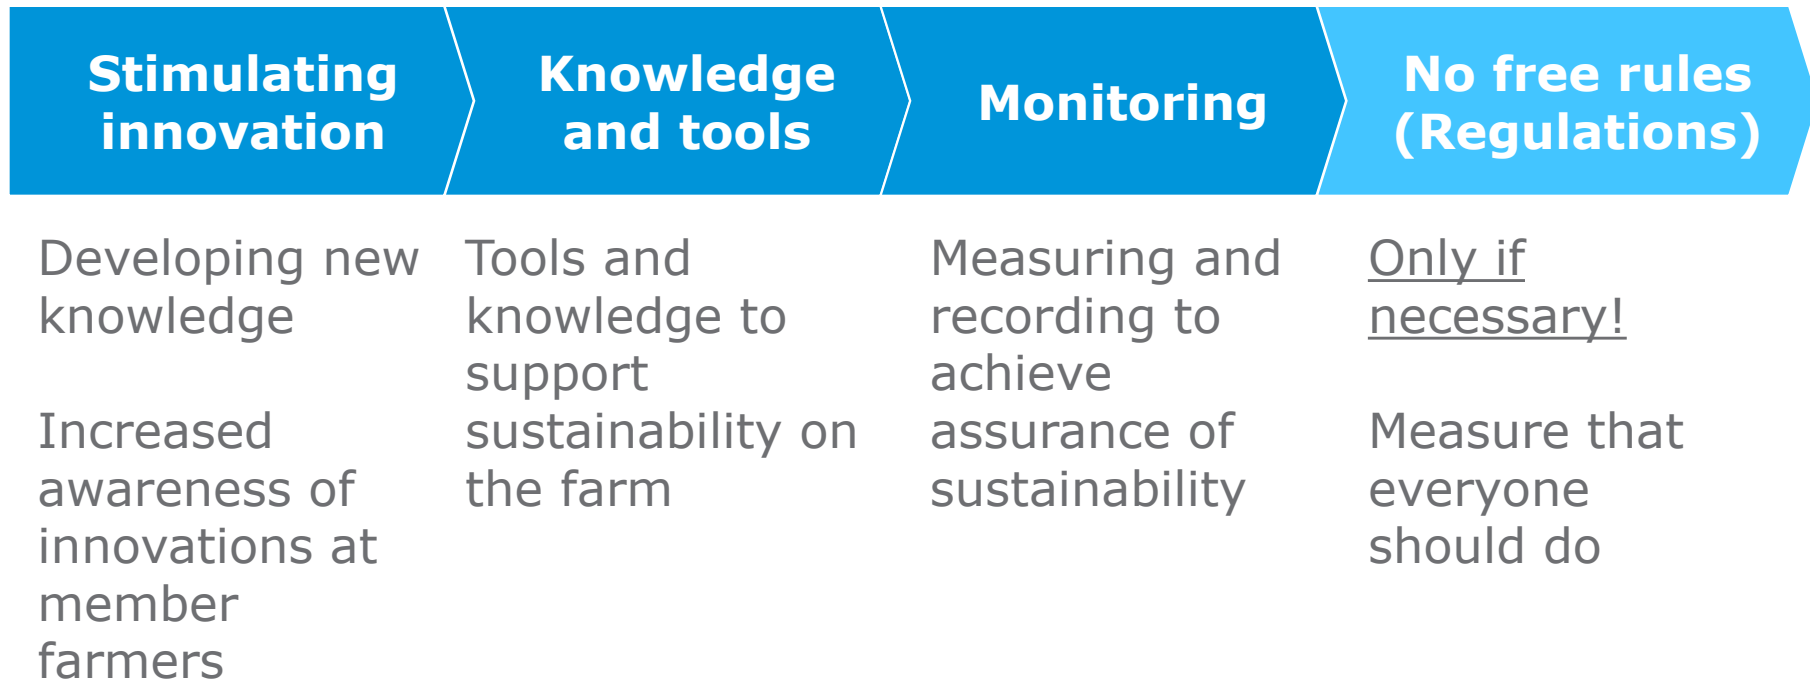 Stimulating
innovation
Knowledge
and tools
Monitoring
No free rules
(Regulations)
Developing new
knowledge
Increased
awareness of
innovations at
member
farmers
Tools and
knowledge to
support
sustainability on
the farm
Measuring and
recording to
achieve
assurance of
sustainability
Only if
necessary!
Measure that
everyone
should do